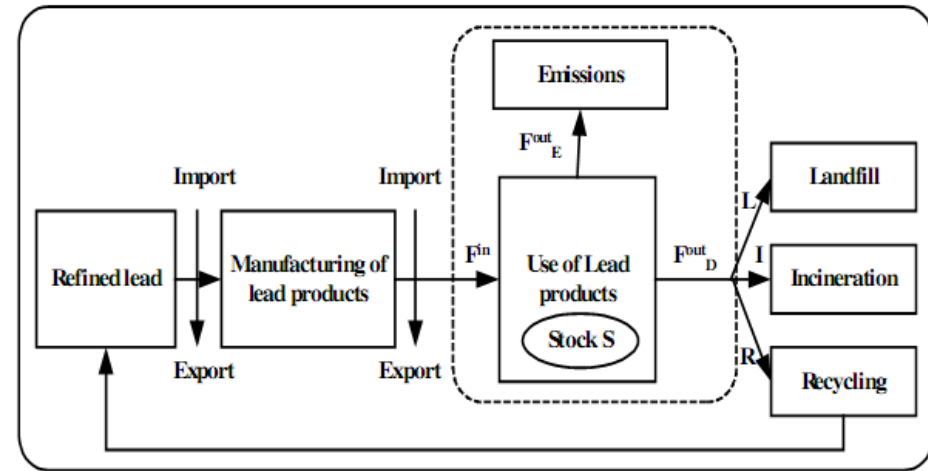 Emissions
F^out_E
Import
Import
Landfill
L
Refined lead
Manufacturing of
lead products
F^in
Use of Lead
products
F^out_D
I
Incineration
Stock S
Export
Export
R
Recycling